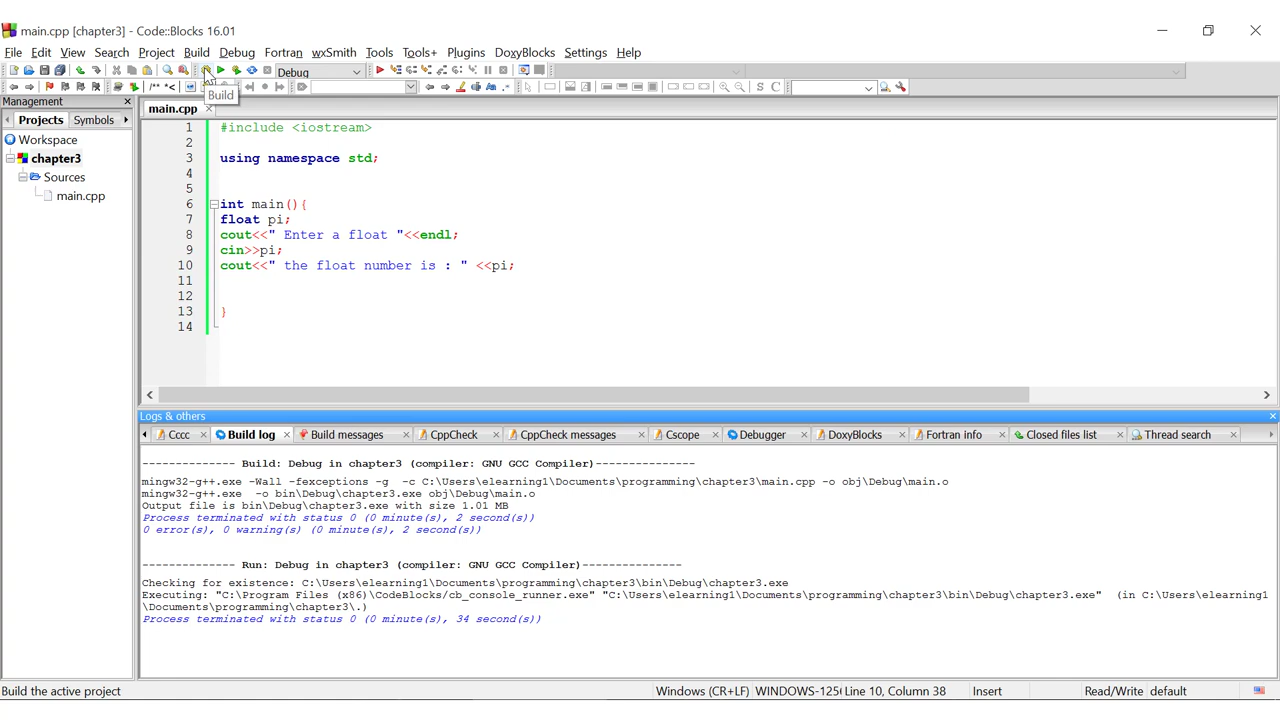 main.cpp [chapter3] - Code::Blocks 16.01
File Edit View Search Project Build Debug Fortran wxSmith Tools Tools+ Plugins DoxyBlocks Settings Help
Debug
/** *<
S C
Build
Management
main.cpp
Projects Symbols
Workspace
chapter3
Sources
main.cpp
1 #include <iostream>
2
3 using namespace std;
4
5
6 int main(){
7 float pi;
8 cout<<" Enter a float "<<endl;
9 cin>>pi;
10 cout<<" the float number is : " <<pi;
11
12
13 }
14
Logs & others
Cccc Build log Build messages CppCheck CppCheck messages Cscope Debugger DoxyBlocks Fortran info Closed files list Thread search
-------------- Build: Debug in chapter3 (compiler: GNU GCC Compiler)---------------
mingw32-g++.exe -Wall -fexceptions -g -c C:\Users\elearning1\Documents\programming\chapter3\main.cpp -o obj\Debug\main.o
mingw32-g++.exe -o bin\Debug\chapter3.exe obj\Debug\main.o
Output file is bin\Debug\chapter3.exe with size 1.01 MB
Process terminated with status 0 (0 minute(s), 2 second(s))
0 error(s), 0 warning(s) (0 minute(s), 2 second(s))
-------------- Run: Debug in chapter3 (compiler: GNU GCC Compiler)---------------
Checking for existence: C:\Users\elearning1\Documents\programming\chapter3\bin\Debug\chapter3.exe
Executing: "C:\Program Files (x86)\CodeBlocks/cb_console_runner.exe" "C:\Users\elearning1\Documents\programming\chapter3\bin\Debug\chapter3.exe" (in C:\Users\elearning1
\Documents\programming\chapter3\.)
Process terminated with status 0 (0 minute(s), 34 second(s))
Build the active project Windows (CR+LF) WINDOWS-125 Line 10, Column 38 Insert Read/Write default